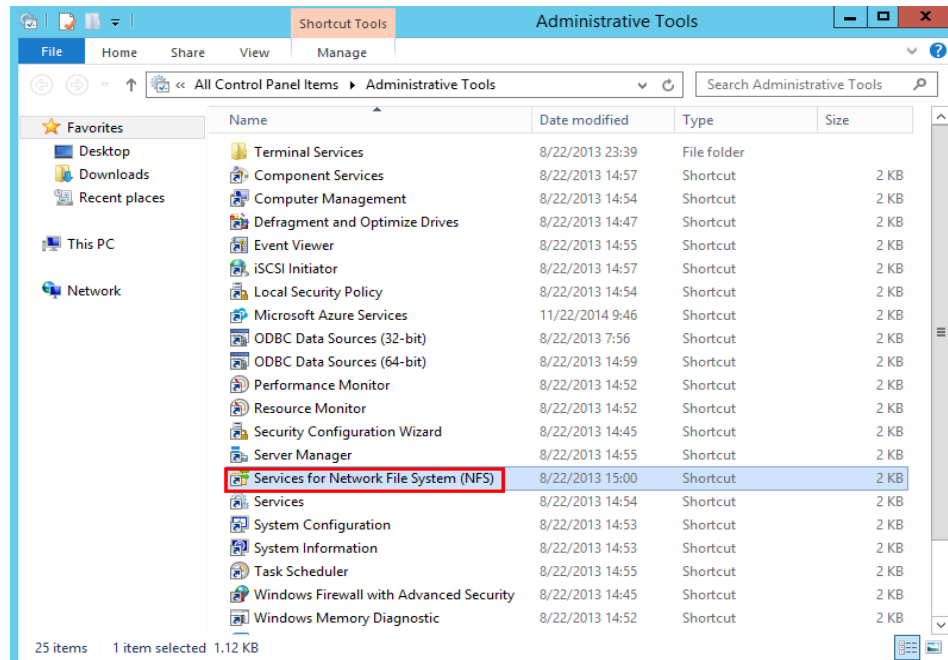 Shortcut Tools
Administrative Tools
File Home Share View Manage
« All Control Panel Items Administrative Tools Search Administrative Tools
Name Date modified Type Size
Favorites
Desktop
Downloads
Recent places
This PC
Network
Terminal Services 8/22/2013 23:39 File folder
Component Services 8/22/2013 14:57 Shortcut 2 KB
Computer Management 8/22/2013 14:54 Shortcut 2 KB
Defragment and Optimize Drives 8/22/2013 14:47 Shortcut 2 KB
Event Viewer 8/22/2013 14:55 Shortcut 2 KB
iSCSI Initiator 8/22/2013 14:57 Shortcut 2 KB
Local Security Policy 8/22/2013 14:54 Shortcut 2 KB
Microsoft Azure Services 11/22/2014 9:46 Shortcut 2 KB
ODBC Data Sources (32-bit) 8/22/2013 7:56 Shortcut 2 KB
ODBC Data Sources (64-bit) 8/22/2013 14:59 Shortcut 2 KB
Performance Monitor 8/22/2013 14:52 Shortcut 2 KB
Resource Monitor 8/22/2013 14:52 Shortcut 2 KB
Security Configuration Wizard 8/22/2013 14:45 Shortcut 2 KB
Server Manager 8/22/2013 14:55 Shortcut 2 KB
Services for Network File System (NFS) 8/22/2013 15:00 Shortcut 2 KB
Services 8/22/2013 14:54 Shortcut 2 KB
System Configuration 8/22/2013 14:53 Shortcut 2 KB
System Information 8/22/2013 14:53 Shortcut 2 KB
Task Scheduler 8/22/2013 14:55 Shortcut 2 KB
Windows Firewall with Advanced Security 8/22/2013 14:45 Shortcut 2 KB
Windows Memory Diagnostic 8/22/2013 14:52 Shortcut 2 KB
25 items 1 item selected 1.12 KB